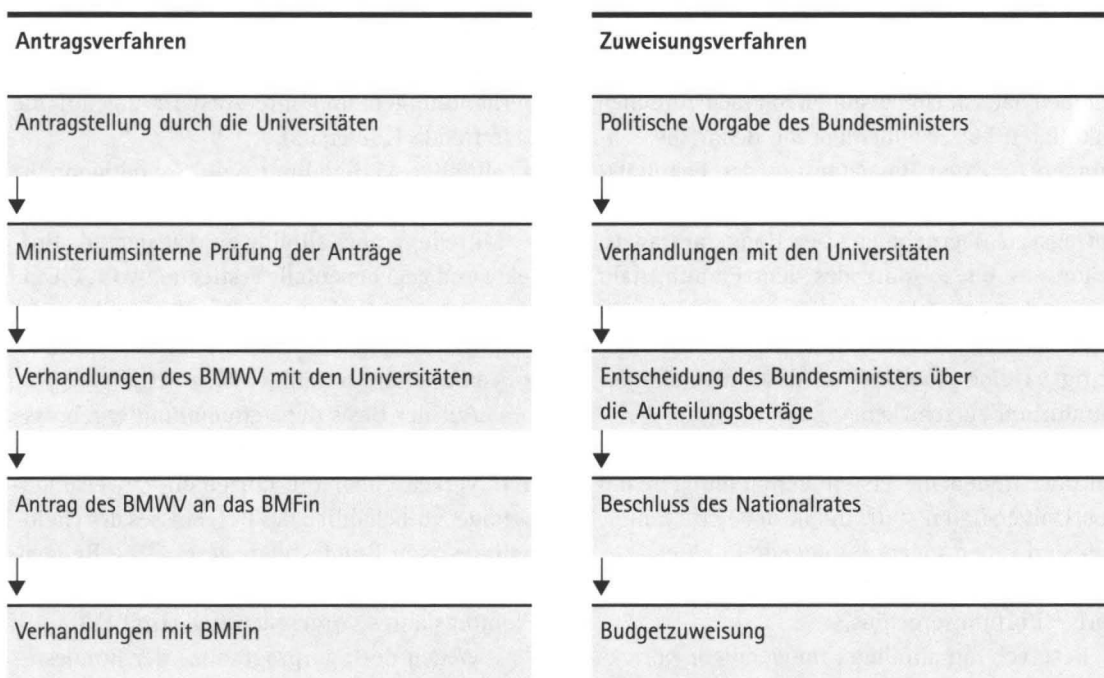 Antragsverfahren
Antragstellung durch die Universitäten
Ministeriumsinterne Prüfung der Anträge
Verhandlungen des BMWV mit den Universitäten
Antrag des BMWV an das BMFin
Verhandlungen mit BMFin
Zuweisungsverfahren
Politische Vorgabe des Bundesministers
Verhandlungen mit den Universitäten
Entscheidung des Bundesministers über
die Aufteilungsbeträge
Beschluss des Nationalrates
Budgetzuweisung